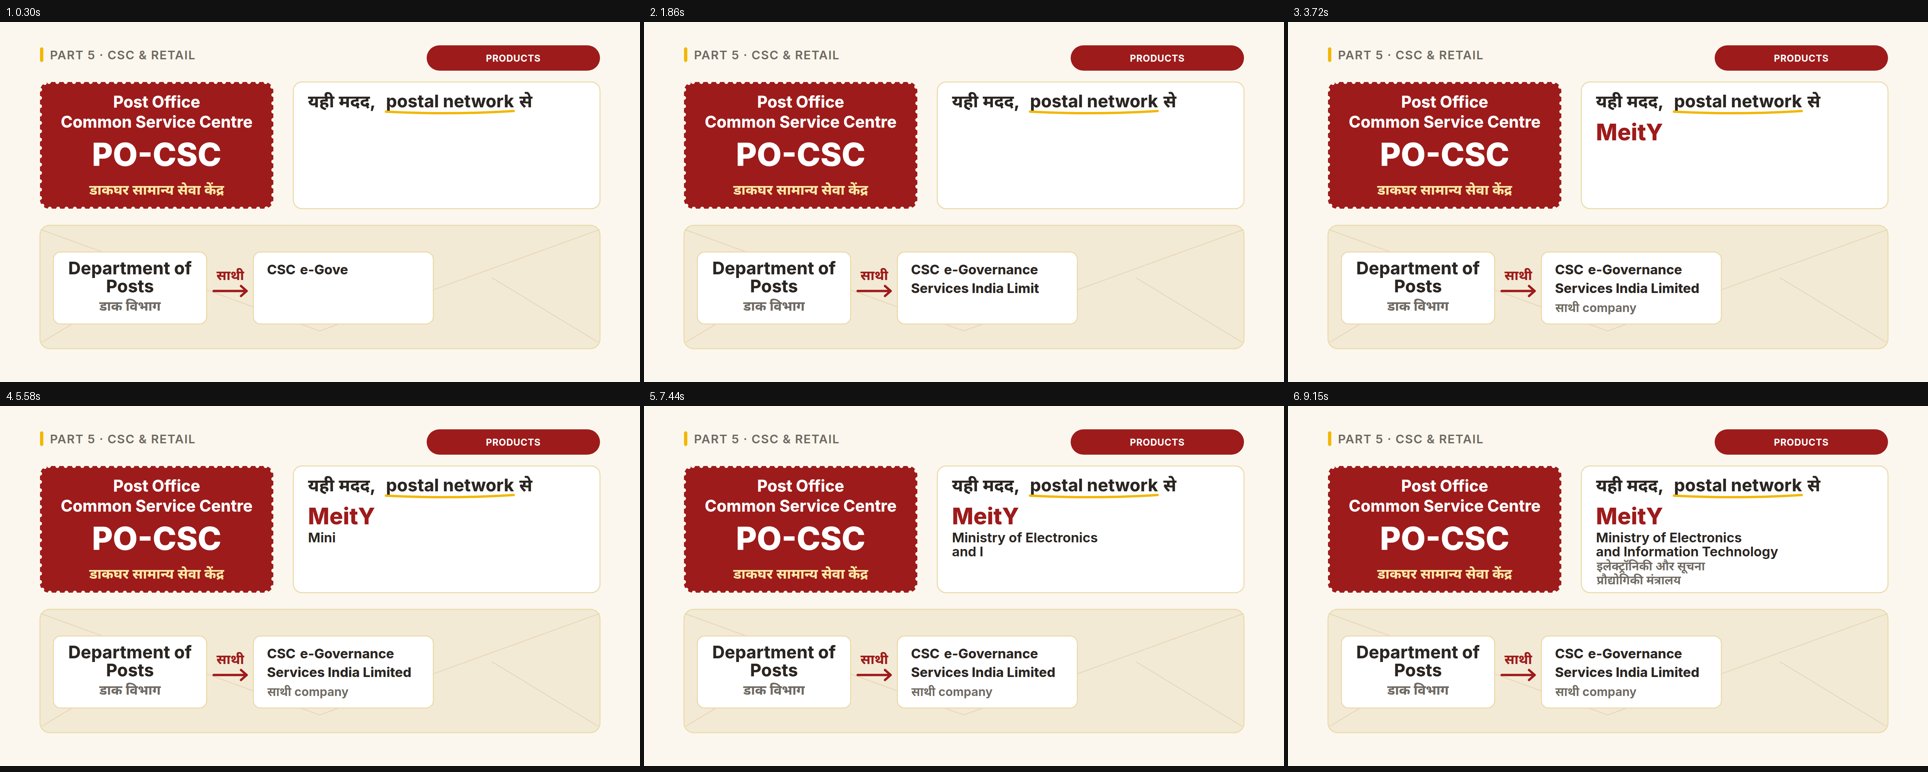 1. 0.30s
PART 5 · CSC & RETAIL
PRODUCTS
Post Office
Common Service Centre
PO-CSC
डाकघर सामान्य सेवा केंद्र
यही मदद, postal network से
Department of
Posts
डाक विभाग
साथी
CSC e-Gove
2. 1.86s
PART 5 · CSC & RETAIL
PRODUCTS
Post Office
Common Service Centre
PO-CSC
डाकघर सामान्य सेवा केंद्र
यही मदद, postal network से
Department of
Posts
डाक विभाग
साथी
CSC e-Governance
Services India Limit
3. 3.72s
PART 5 · CSC & RETAIL
PRODUCTS
Post Office
Common Service Centre
PO-CSC
डाकघर सामान्य सेवा केंद्र
यही मदद, postal network से
MeitY
Department of
Posts
डाक विभाग
साथी
CSC e-Governance
Services India Limited
साथी company
4. 5.58s
PART 5 · CSC & RETAIL
PRODUCTS
Post Office
Common Service Centre
PO-CSC
डाकघर सामान्य सेवा केंद्र
यही मदद, postal network से
MeitY
Mini
Department of
Posts
डाक विभाग
साथी
CSC e-Governance
Services India Limited
साथी company
5. 7.44s
PART 5 · CSC & RETAIL
PRODUCTS
Post Office
Common Service Centre
PO-CSC
डाकघर सामान्य सेवा केंद्र
यही मदद, postal network से
MeitY
Ministry of Electronics
and I
Department of
Posts
डाक विभाग
साथी
CSC e-Governance
Services India Limited
साथी company
6. 9.15s
PART 5 · CSC & RETAIL
PRODUCTS
Post Office
Common Service Centre
PO-CSC
डाकघर सामान्य सेवा केंद्र
यही मदद, postal network से
MeitY
Ministry of Electronics
and Information Technology
इलेक्ट्रॉनिकी और सूचना
प्रौद्योगिकी मंत्रालय
Department of
Posts
डाक विभाग
साथी
CSC e-Governance
Services India Limited
साथी company